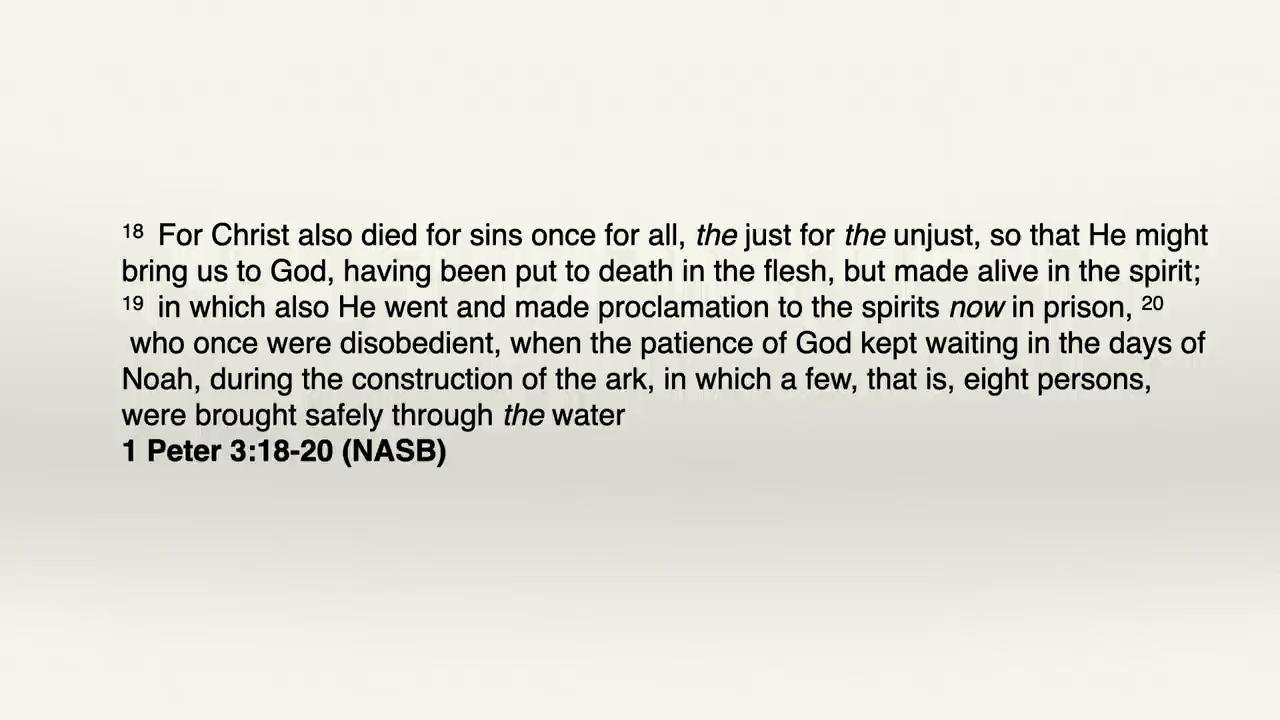 18 For Christ also died for sins once for all, the just for the unjust, so that He might
bring us to God, having been put to death in the flesh, but made alive in the spirit;
19 in which also He went and made proclamation to the spirits now in prison, 20
who once were disobedient, when the patience of God kept waiting in the days of
Noah, during the construction of the ark, in which a few, that is, eight persons,
were brought safely through the water
1 Peter 3:18-20 (NASB)